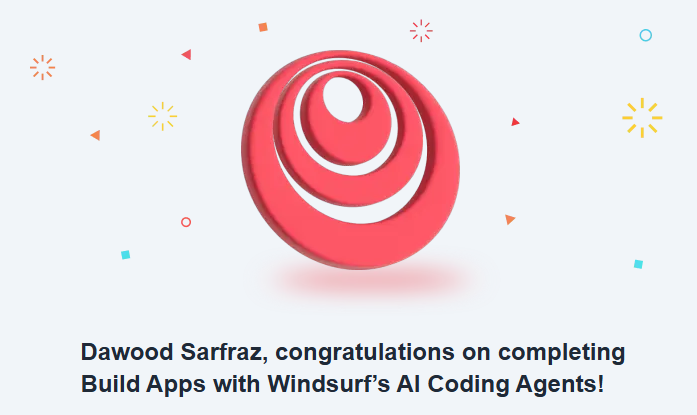 Dawood Sarfraz, congratulations on completing
Build Apps with Windsurf’s AI Coding Agents!